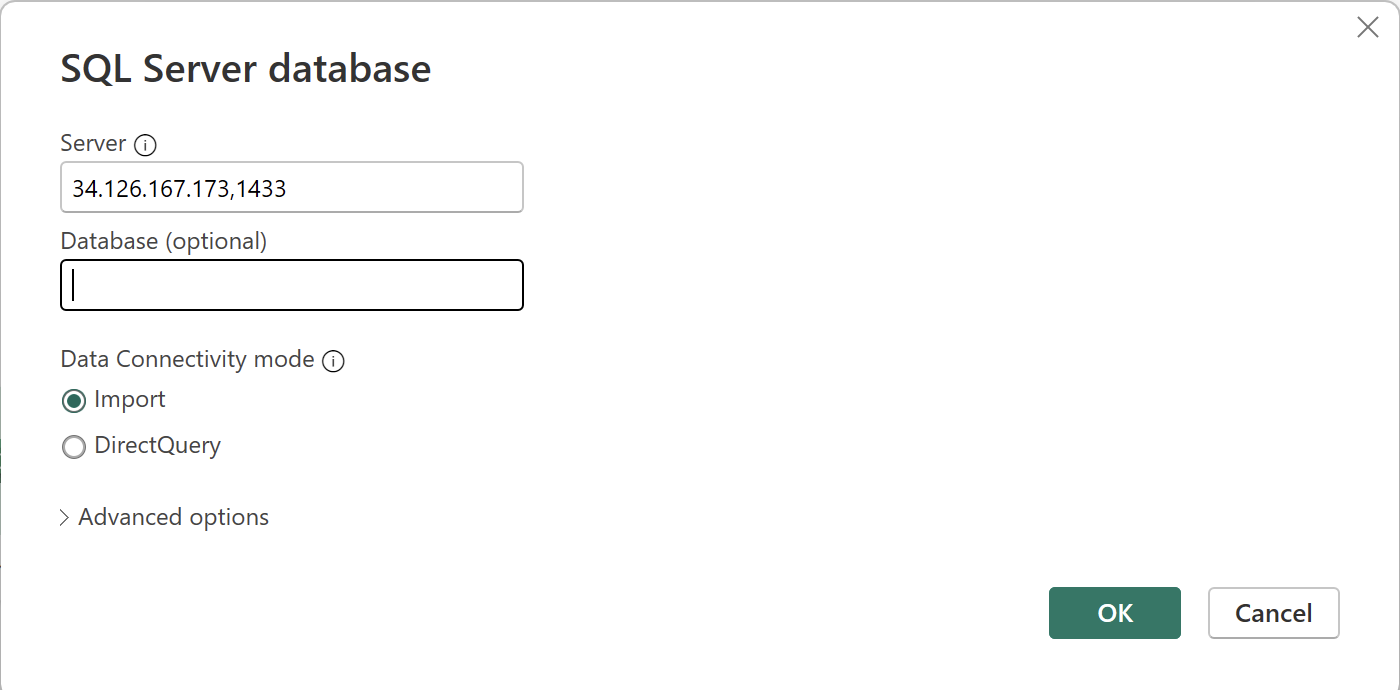 SQL Server database
Server
34.126.167.173,1433
Database (optional)
Data Connectivity mode
Import
DirectQuery
Advanced options
OK Cancel